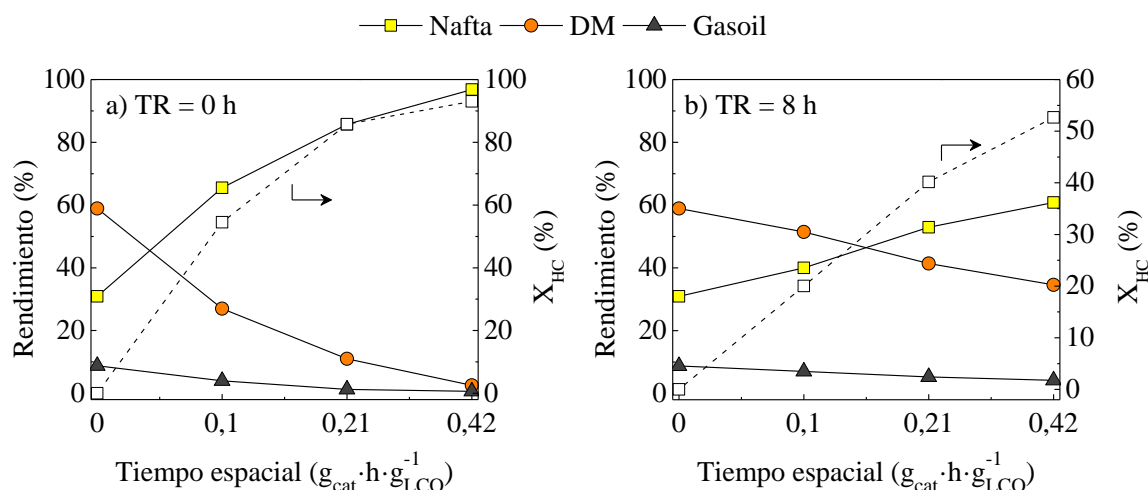 Nafta DM Gasoil
a) TR = 0 h
b) TR = 8 h
100 100 100 60
80 80 80 50
60 60 60 40
40 40 40 30
20 20 20 20
0 0 0 10
0
Rendimiento (%)
X_HC (%)
Rendimiento (%)
X_HC (%)
0 0,1 0,21 0,42
0 0,1 0,21 0,42
Tiempo espacial (g_cat·h·g_LCO^-1)
Tiempo espacial (g_cat·h·g_LCO^-1)